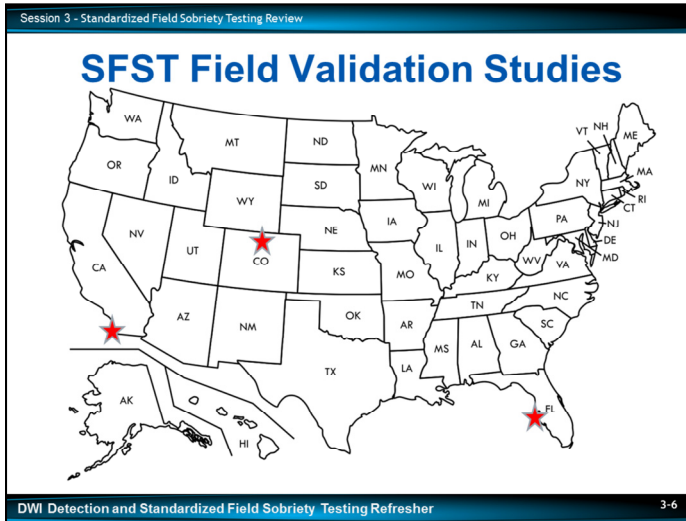 Session 3 - Standardized Field Sobriety Testing Review
SFST Field Validation Studies
WA
MT
ND
VT NH
ME
OR
MN
ID
SD
WI
MI
NY
MA
RI
CT
WY
IA
PA
NJ
NV
NE
OH
DE
UT
CO
IL
IN
WV
MD
CA
KS
MO
KY
VA
AZ
NM
OK
TN
NC
AR
SC
MS
AL
GA
TX
LA
FL
AK
HI
DWI Detection and Standardized Field Sobriety Testing Refresher
3-6